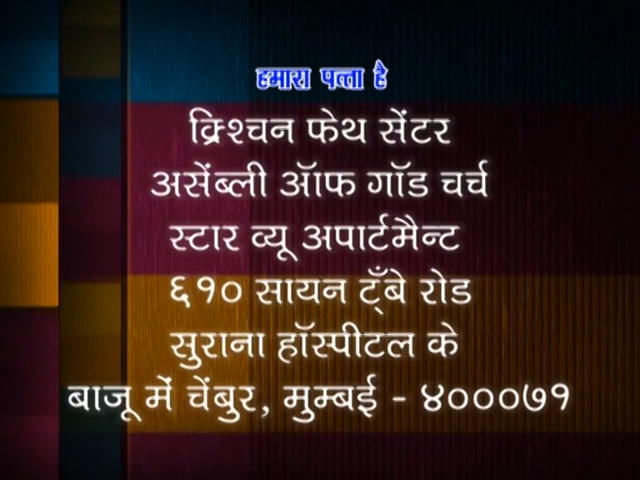 हमारा पत्ता है
क्रिश्चन फेथ सेंटर
असेंब्ली ऑफ गॉड चर्च
स्टार व्यू अपार्टमैन्ट
६१० सायन ट्रॅाँबे रोड
सुराना हॉस्पीटल के
बाजू में चेंबुर, मुम्बई - ४०००७१